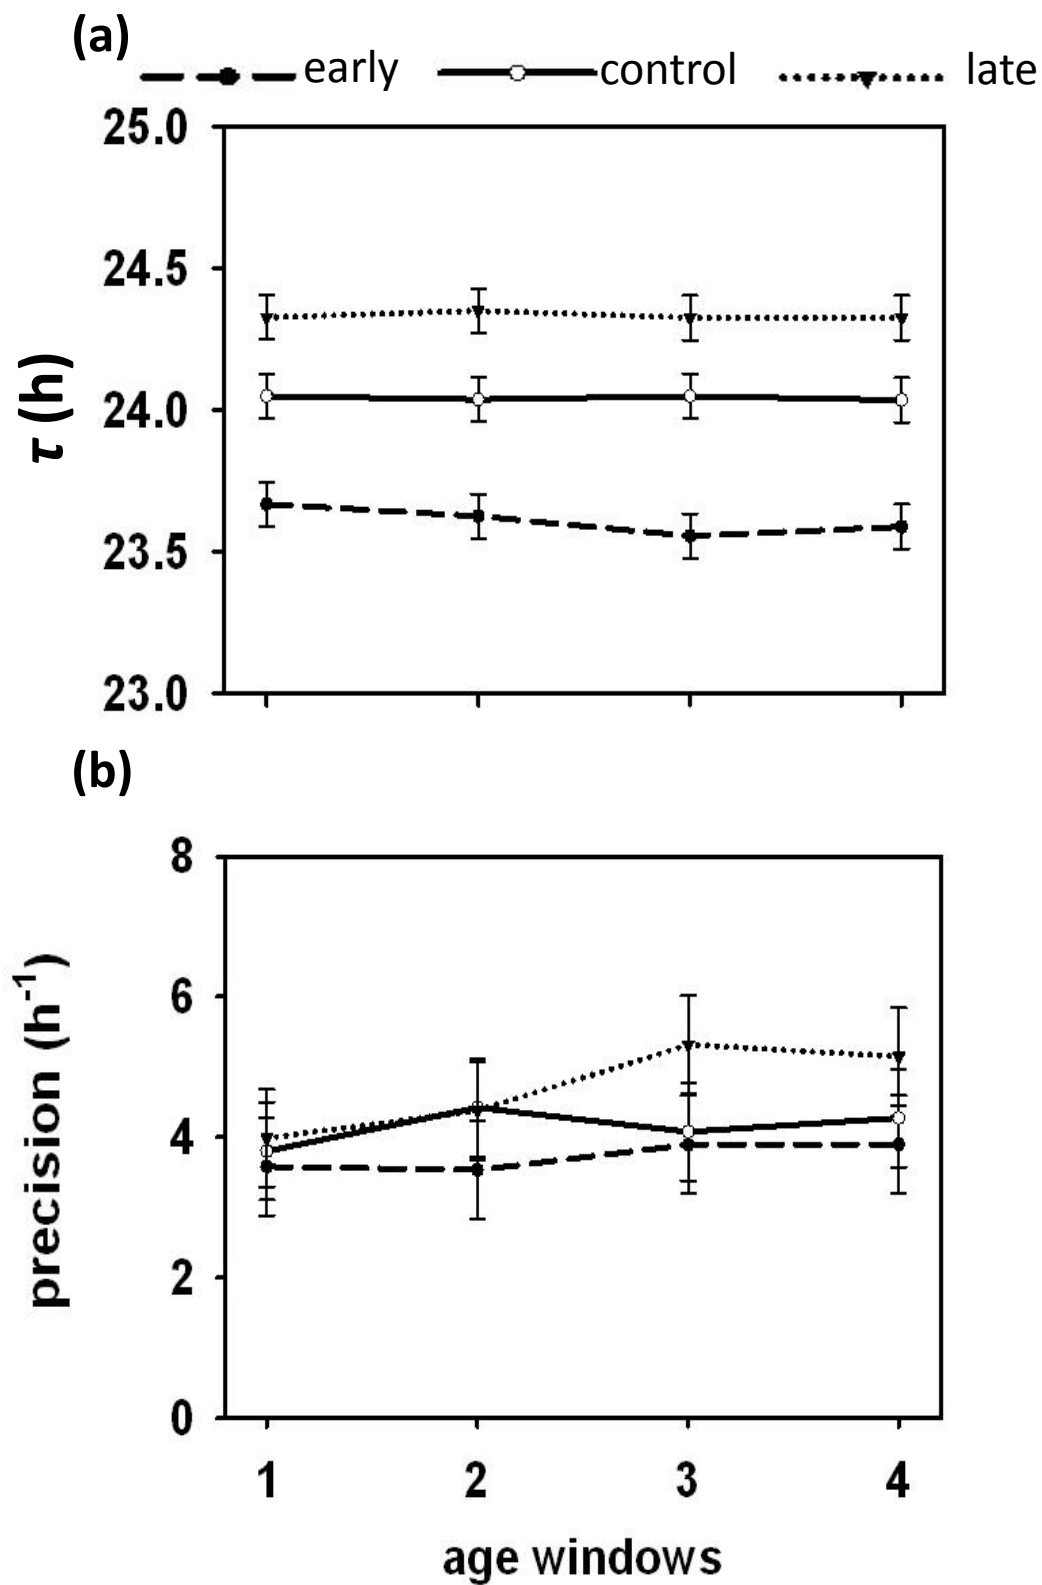 (a)
early control late
25.0
24.5
24.0
23.5
23.0
τ (h)
(b)
8
6
4
2
0
precision (h⁻¹)
1 2 3 4
age windows